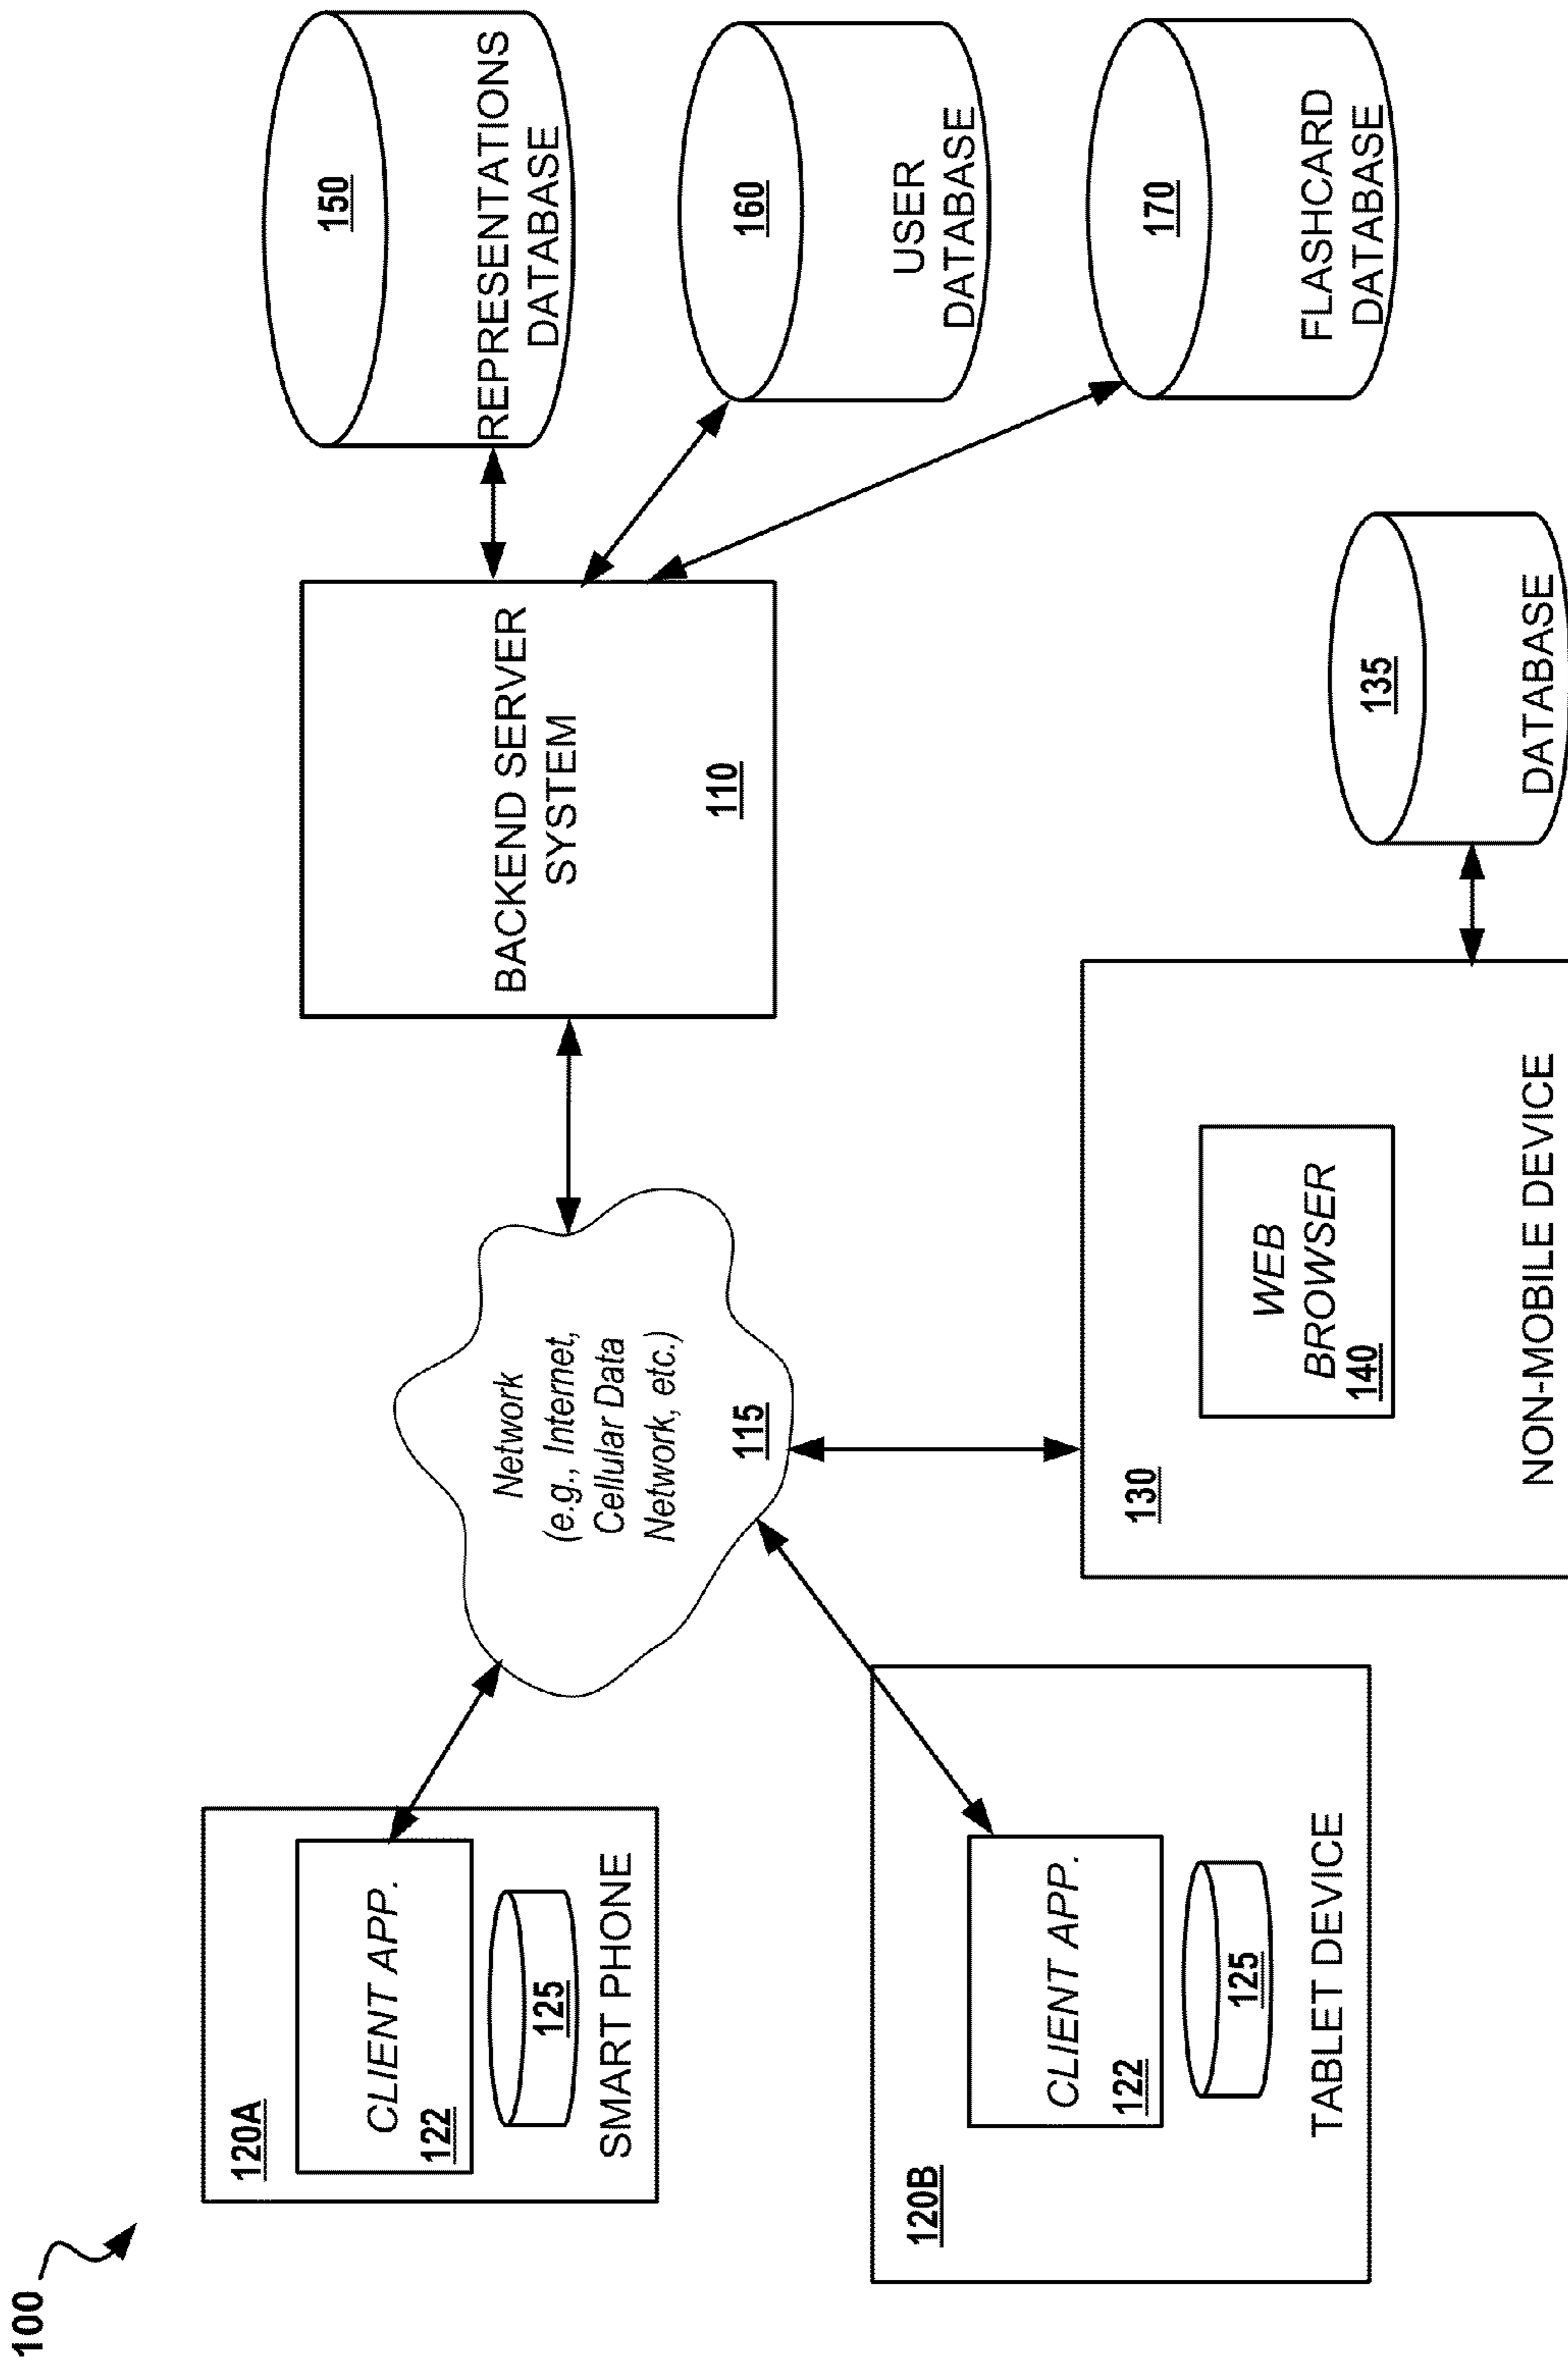 100
120A
CLIENT APP.
122
125
SMART PHONE
120B
CLIENT APP.
122
125
TABLET DEVICE
Network
(e.g., Internet,
Cellular Data
Network, etc.)
115
130
WEB
BROWSER
140
NON-MOBILE DEVICE
BACKEND SERVER
SYSTEM
110
135
DATABASE
150
REPRESENTATIONS
DATABASE
160
USER
DATABASE
170
FLASHCARD
DATABASE